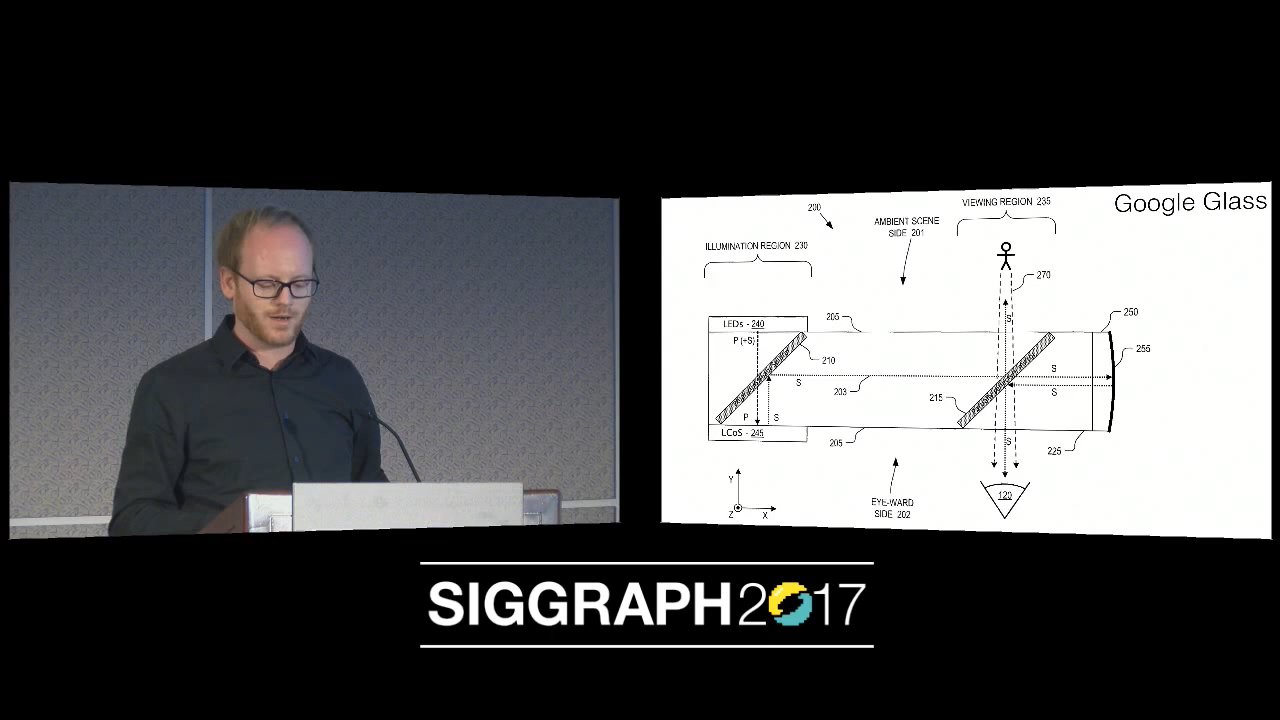 Google Glass
200
VIEWING REGION 235
AMBIENT SCENE
SIDE 201
ILLUMINATION REGION 230
270
LEDs - 240
205
S
250
P (+S)
210
255
S
S
203
S
215
P
S
LCoS - 245
205
S
225
Y
120
EYE-WARD
SIDE 202
Z
X
SIGGRAPH2017